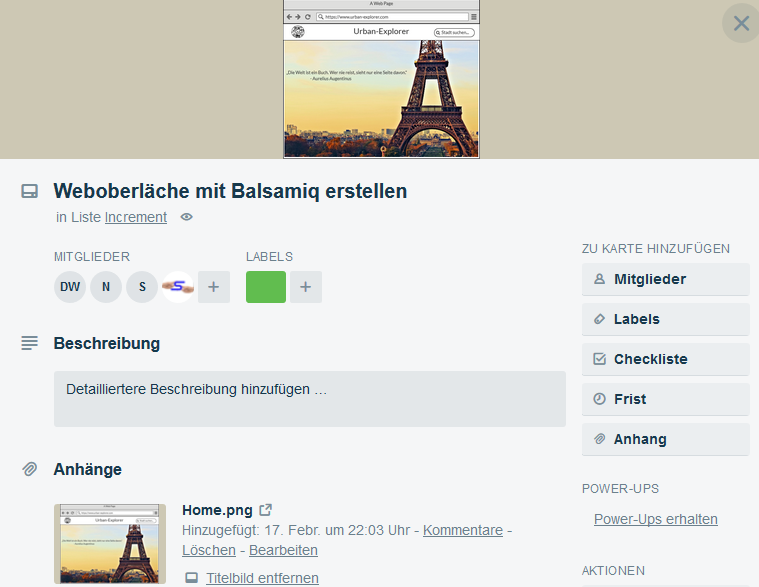 A Web Page
https://www.urban-explorer.com
Urban-Explorer
Stadt suchen...
„Die Welt ist ein Buch. Wer nie reist, sieht nur eine Seite davon.“
- Aurelius Augustinus
Weboberläche mit Balsamiq erstellen
in Liste Increment
MITGLIEDER
LABELS
DW N S S +
+
Beschreibung
Detailliertere Beschreibung hinzufügen …
Anhänge
Home.png
Hinzugefügt: 17. Febr. um 22:03 Uhr - Kommentare -
Löschen - Bearbeiten
Titelbild entfernen
ZU KARTE HINZUFÜGEN
Mitglieder
Labels
Checkliste
Frist
Anhang
POWER-UPS
Power-Ups erhalten
AKTIONEN